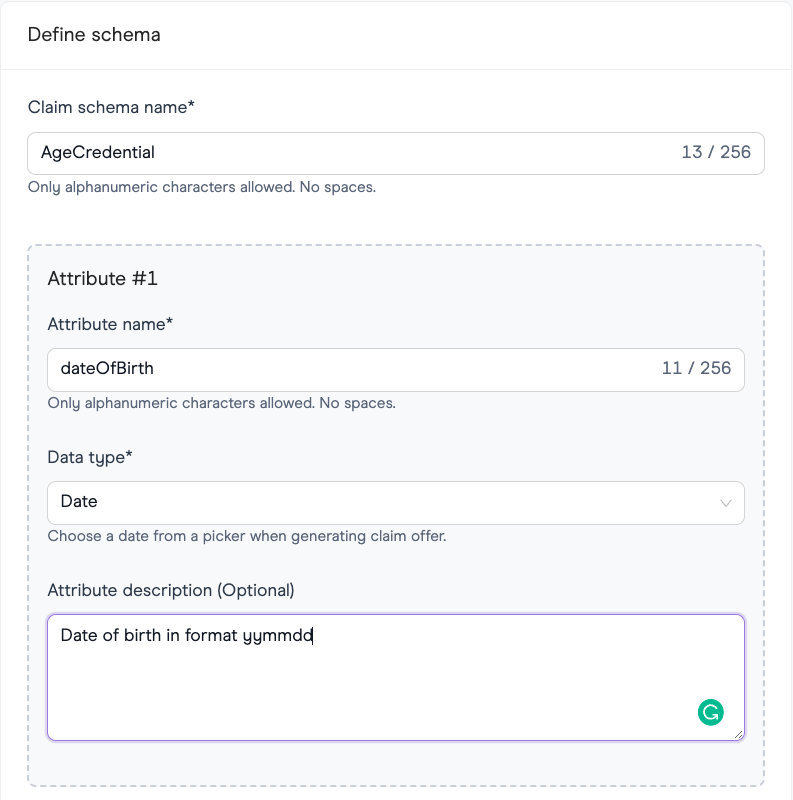 Define schema
Claim schema name*
AgeCredential 13 / 256
Only alphanumeric characters allowed. No spaces.
Attribute #1
Attribute name*
dateOfBirth 11 / 256
Only alphanumeric characters allowed. No spaces.
Data type*
Date
Choose a date from a picker when generating claim offer.
Attribute description (Optional)
Date of birth in format yymmdd